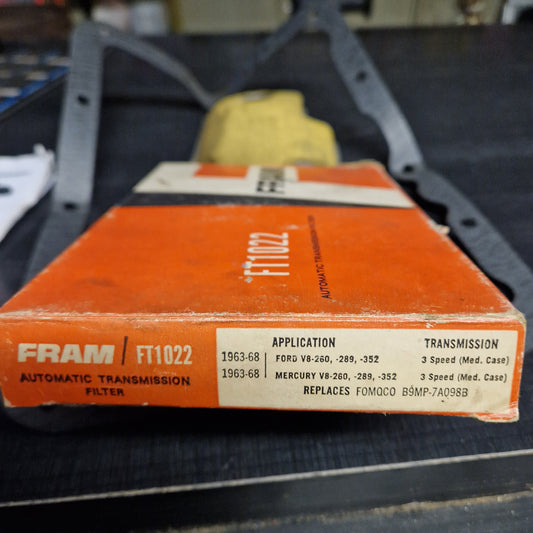 FRAM
FT1022
AUTOMATIC TRANSMISSION FILTER
FRAM / FT1022
AUTOMATIC TRANSMISSION
FILTER
APPLICATION TRANSMISSION
1963-68 FORD V8-260, -289, -352 3 Speed (Med. Case)
1963-68 MERCURY V8-260, -289, -352 3 Speed (Med. Case)
REPLACES FOMOCO B9MP-7A098B